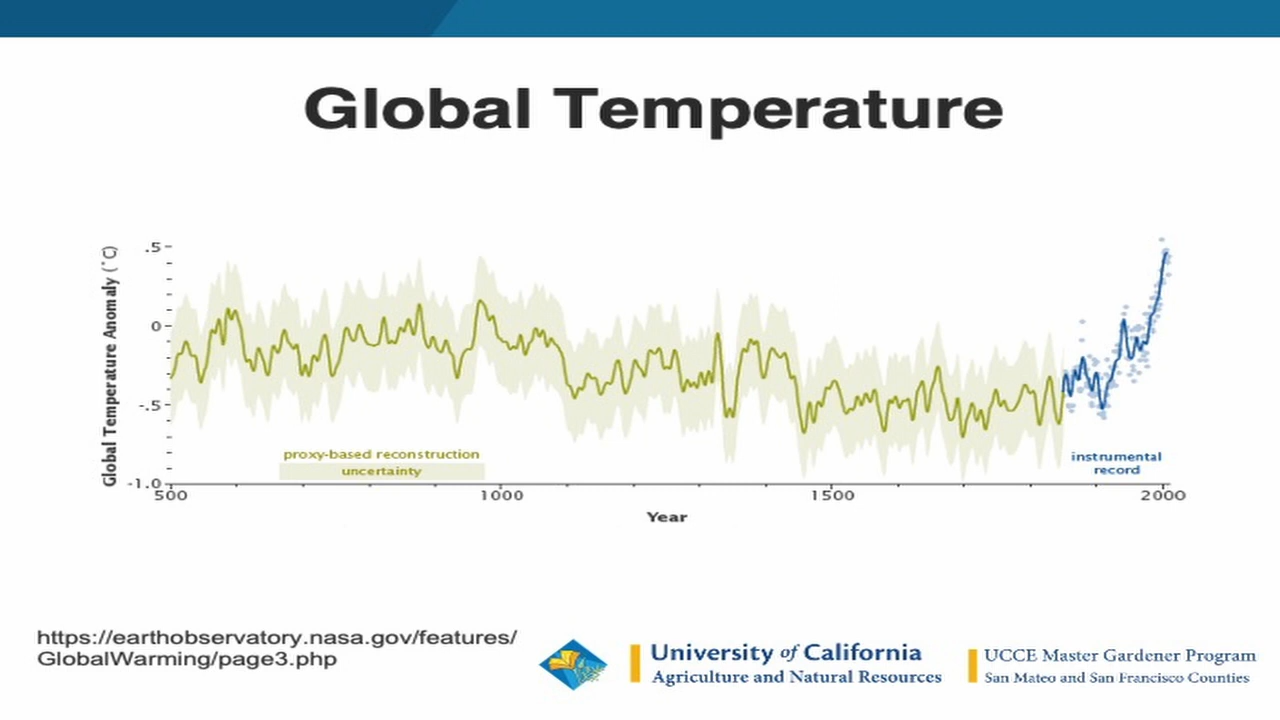 Global Temperature
Global Temperature Anomaly (°C)
.5
0
-.5
-1.0
proxy-based reconstruction
uncertainty
instrumental
record
500
1000
1500
2000
Year
https://earthobservatory.nasa.gov/features/
GlobalWarming/page3.php
University of California
Agriculture and Natural Resources
UCCE Master Gardener Program
San Mateo and San Francisco Counties